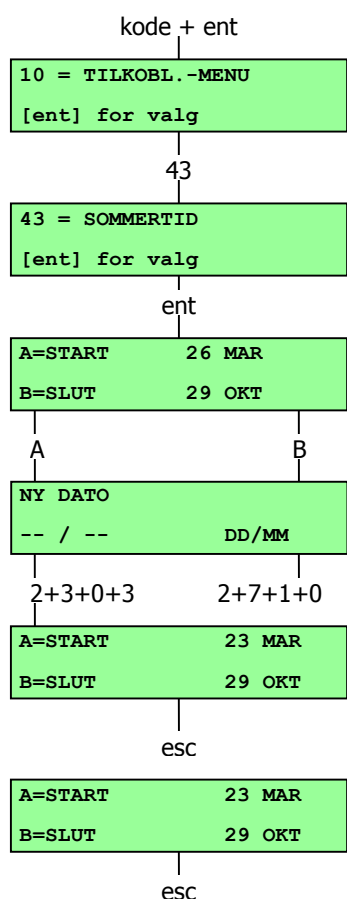 kode + ent
10 = TILKOBL.-MENU
[ent] for valg
43
43 = SOMMERTID
[ent] for valg
ent
A=START 26 MAR
B=SLUT 29 OKT
A B
NY DATO
-- / -- DD/MM
2+3+0+3 2+7+1+0
A=START 23 MAR
B=SLUT 29 OKT
esc
A=START 23 MAR
B=SLUT 29 OKT
esc